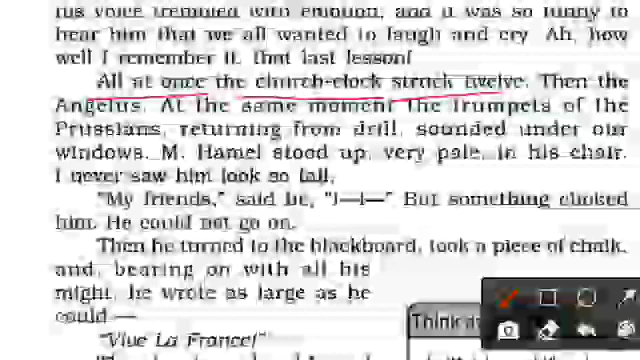 his voice trembled with emotion, and it was so funny to
hear him that we all wanted to laugh and cry. Ah, how
well I remember it, that last lesson!
All at once the church-clock struck twelve. Then the
Angelus. At the same moment the trumpets of the
Prussians, returning from drill, sounded under our
windows. M. Hamel stood up, very pale, in his chair.
I never saw him look so tall.
"My friends," said he, "I—I—" But something choked
him. He could not go on.
Then he turned to the blackboard, took a piece of chalk,
and, bearing on with all his
might, he wrote as large as he
could —
"Vive La France!"
Think